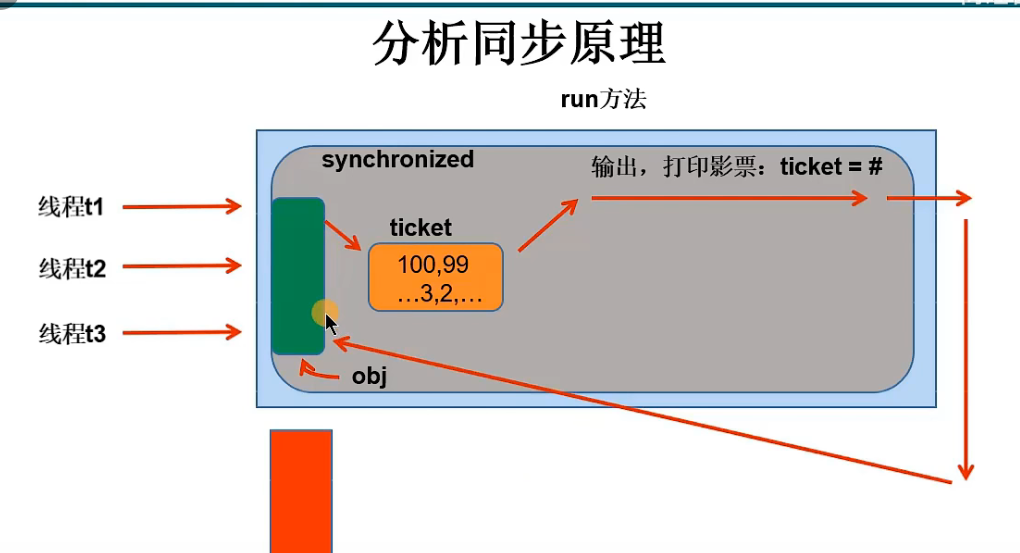 分析同步原理
run方法
synchronized
输出，打印影票：ticket = #
线程t1
ticket
线程t2
100,99
…3,2,…
线程t3
obj